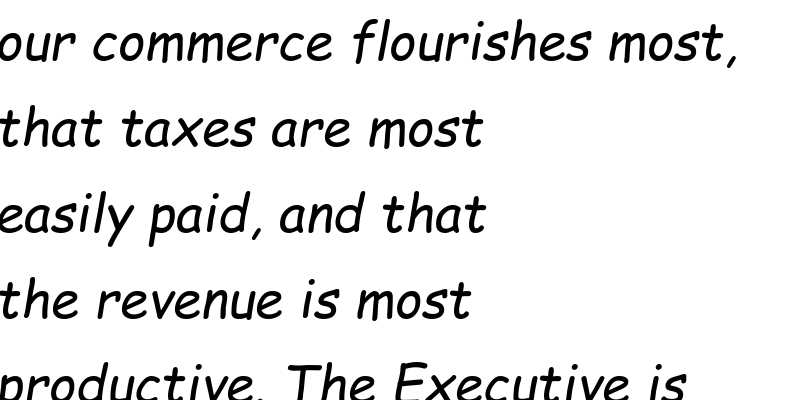 our commerce flourishes most,
that taxes are most
easily paid, and that
the revenue is most
productive. The Executive is